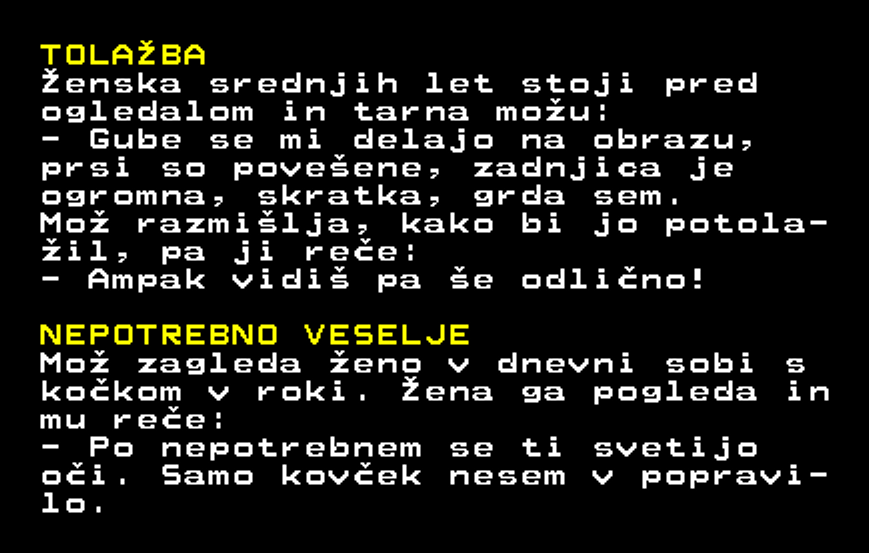 TOLAŽBA
Ženska srednjih let stoji pred
ogledalom in tarna možu:
- Gube se mi delajo na obrazu,
prsi so povešene, zadnjica je
ogromna, skratka, grda sem.
Mož razmišlja, kako bi jo potola-
žil, pa ji reče:
- Ampak vidiš pa še odlično!
NEPOTREBNO VESELJE
Mož zagleda ženo v dnevni sobi s
kočkom v roki. Žena ga pogleda in
mu reče:
- Po nepotrebnem se ti svetijo
oči. Samo kovček nesem v popravi-
lo.